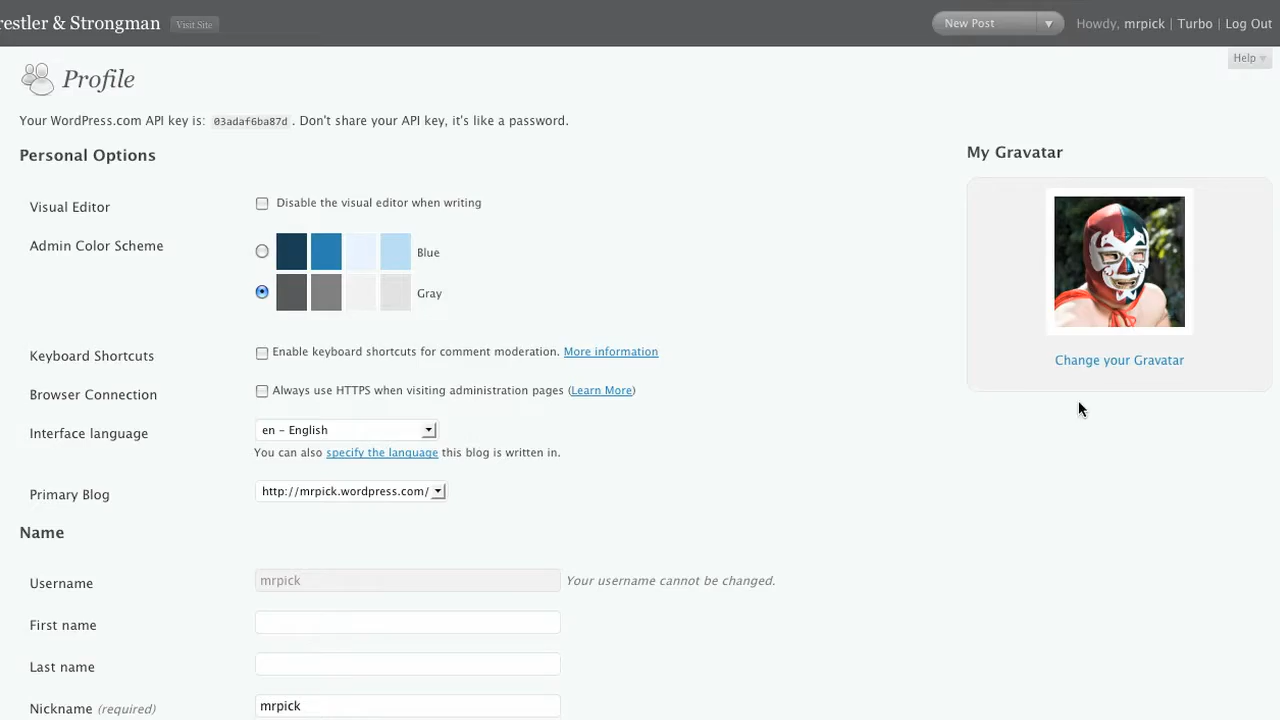 restler & Strongman Visit Site New Post Howdy, mrpick | Turbo | Log Out
Help
Profile
Your WordPress.com API key is: 03adaf6ba87d. Don't share your API key, it's like a password.
Personal Options
My Gravatar
Visual Editor Disable the visual editor when writing
Admin Color Scheme Blue
Gray
Keyboard Shortcuts Enable keyboard shortcuts for comment moderation. More information
Change your Gravatar
Browser Connection Always use HTTPS when visiting administration pages (Learn More)
Interface language en – English
You can also specify the language this blog is written in.
Primary Blog http://mrpick.wordpress.com/
Name
Username mrpick Your username cannot be changed.
First name
Last name
Nickname (required) mrpick